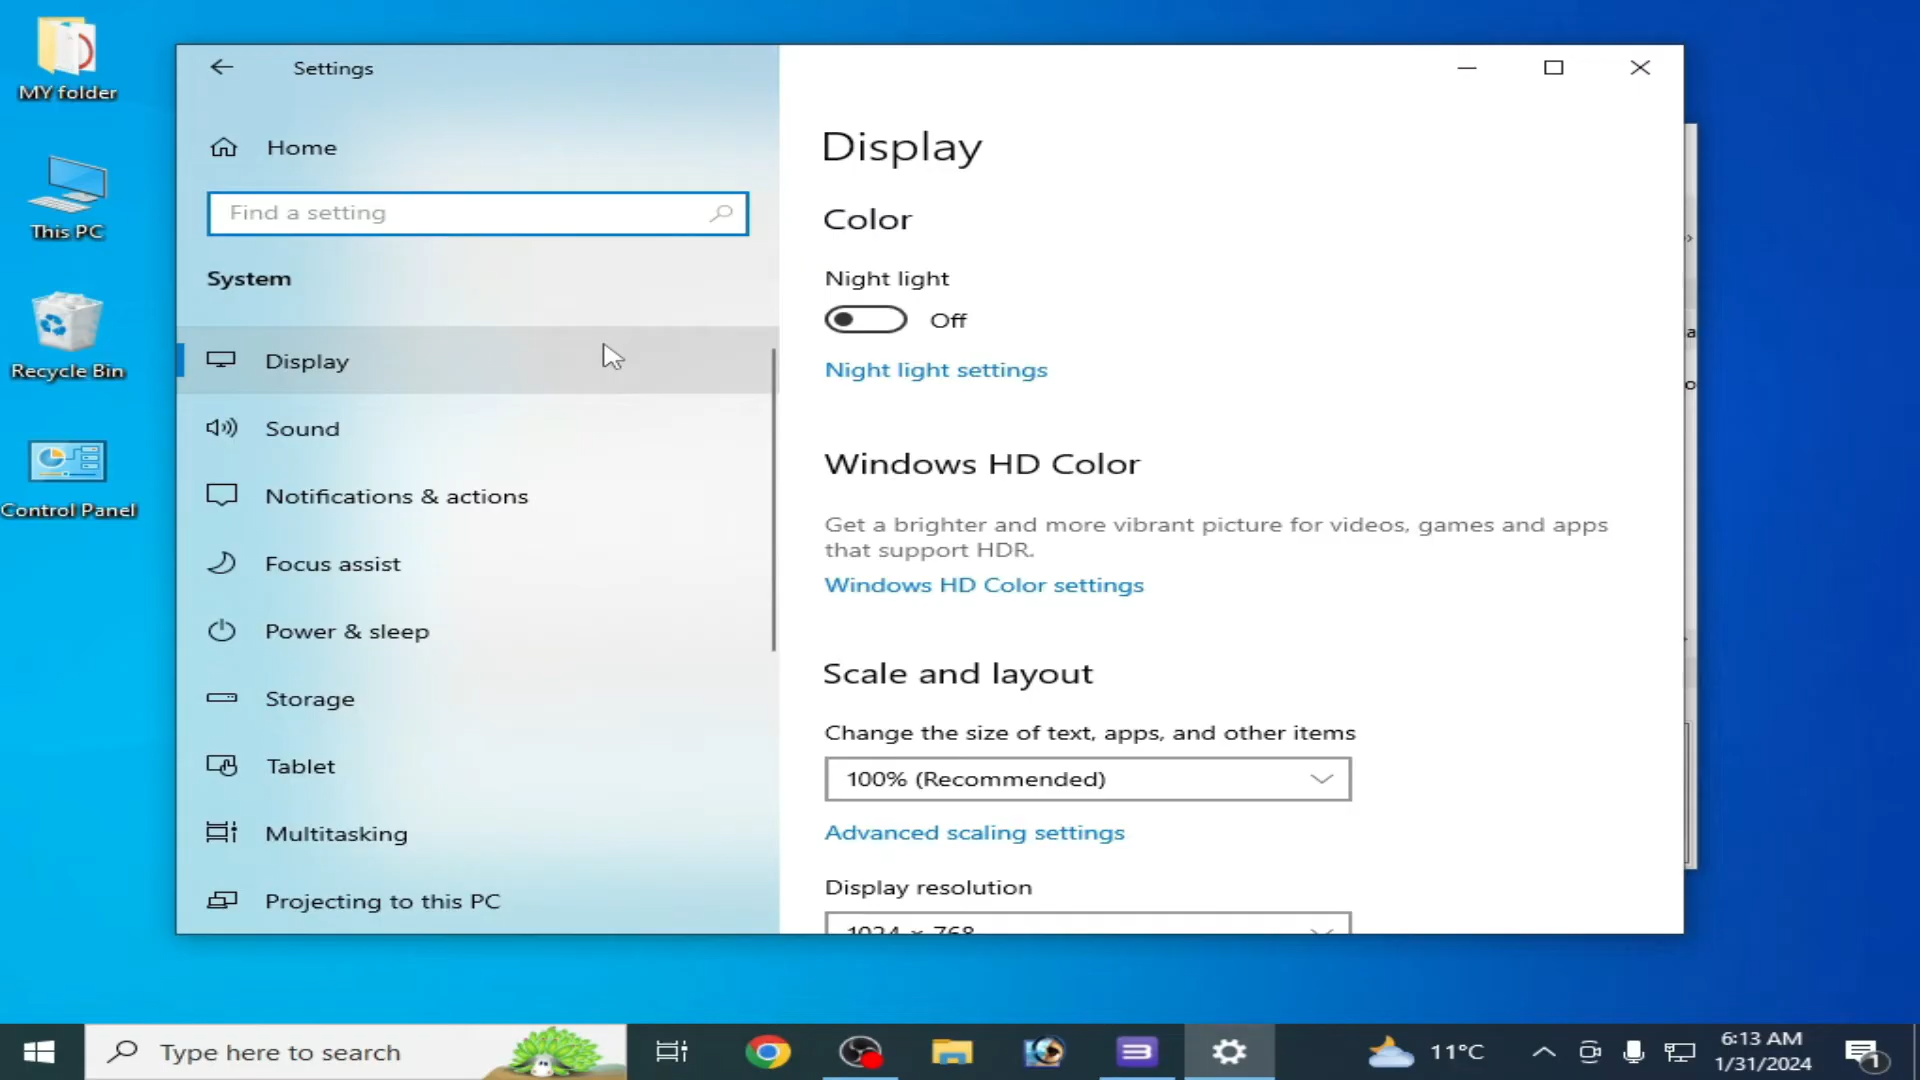 MY folder
This PC
Recycle Bin
Control Panel
Settings
Home
Find a setting
System
Display
Sound
Notifications & actions
Focus assist
Power & sleep
Storage
Tablet
Multitasking
Projecting to this PC
Display
Color
Night light
Off
Night light settings
Windows HD Color
Get a brighter and more vibrant picture for videos, games and apps
that support HDR.
Windows HD Color settings
Scale and layout
Change the size of text, apps, and other items
100% (Recommended)
Advanced scaling settings
Display resolution
1024 × 768
a
o
Type here to search
11°C
6:13 AM
1/31/2024
1